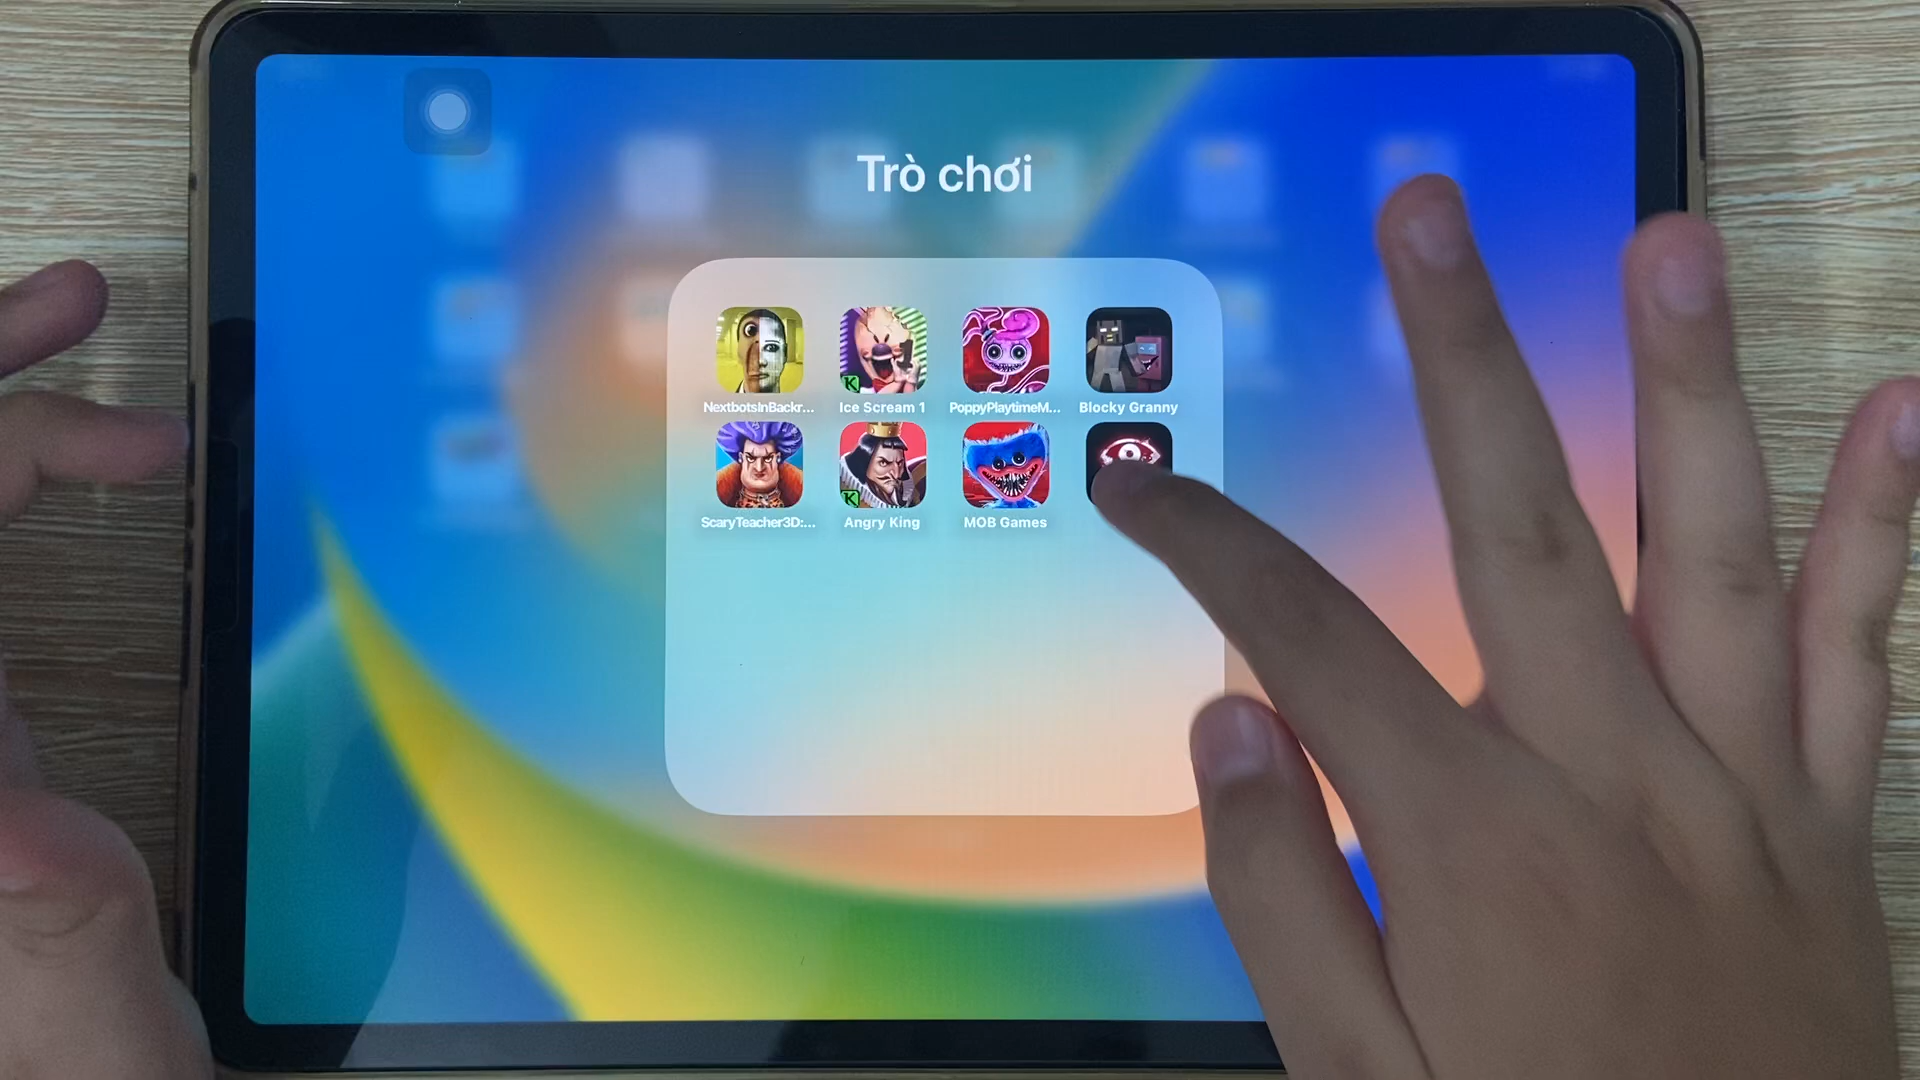 Trò chơi
NextbotsInBackr... Ice Scream 1 PoppyPlaytimeM... Blocky Granny
ScaryTeacher3D:... Angry King MOB Games